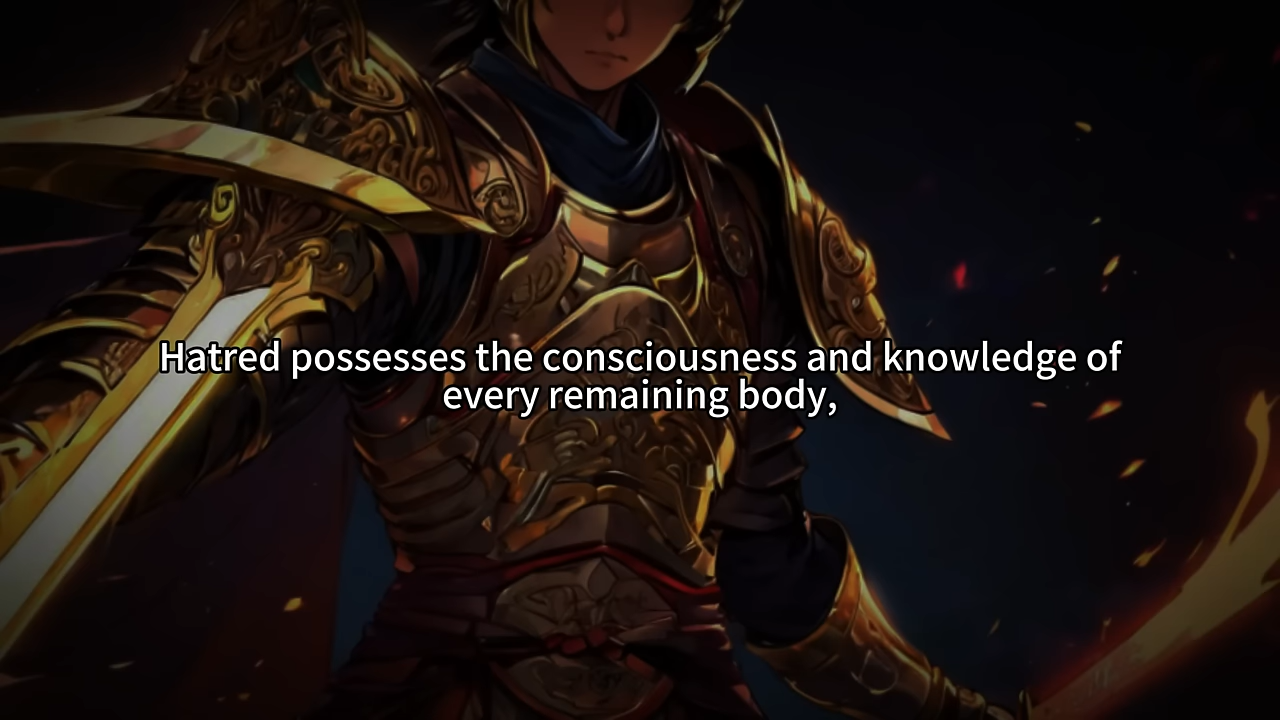 Hatred possesses the consciousness and knowledge of
every remaining body,